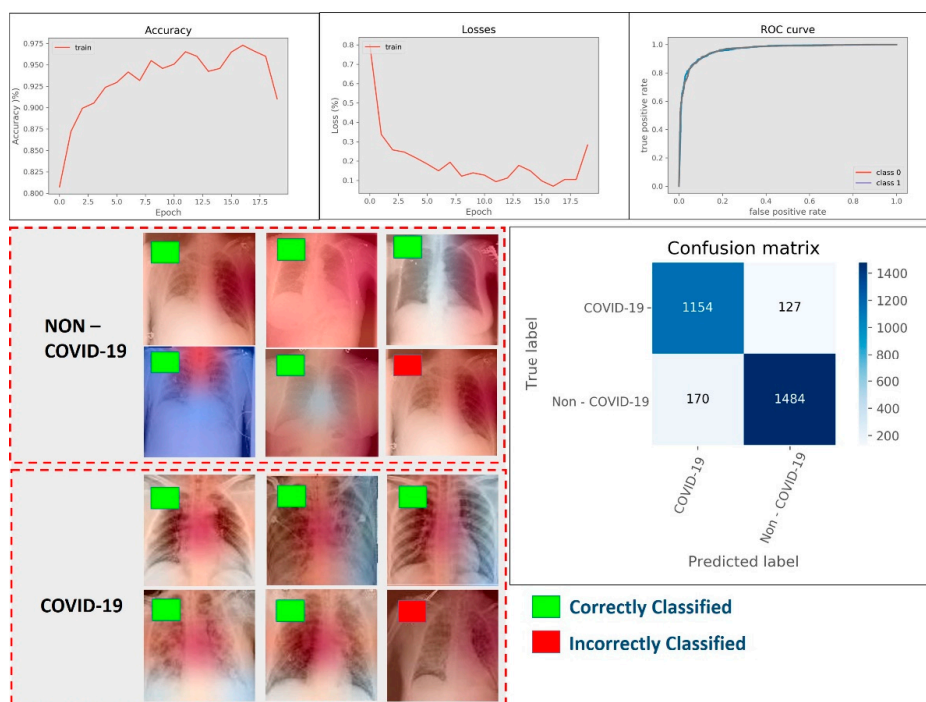 Accuracy
train
0.975
0.950
0.925
0.900
0.875
0.850
0.825
0.800
Accuracy )%)
0.0 2.5 5.0 7.5 10.0 12.5 15.0 17.5
Epoch
Losses
train
0.8
0.7
0.6
0.5
0.4
0.3
0.2
0.1
Loss (%)
0.0 2.5 5.0 7.5 10.0 12.5 15.0 17.5
Epoch
ROC curve
1.0
0.8
0.6
0.4
0.2
0.0
true positive rate
class 0
class 1
0.0 0.2 0.4 0.6 0.8 1.0
false positive rate
NON –
COVID-19
COVID-19
Confusion matrix
True label
COVID-19
Non - COVID-19
1154 127
170 1484
COVID-19
Non - COVID-19
Predicted label
1400
1200
1000
800
600
400
200
Correctly Classified
Incorrectly Classified